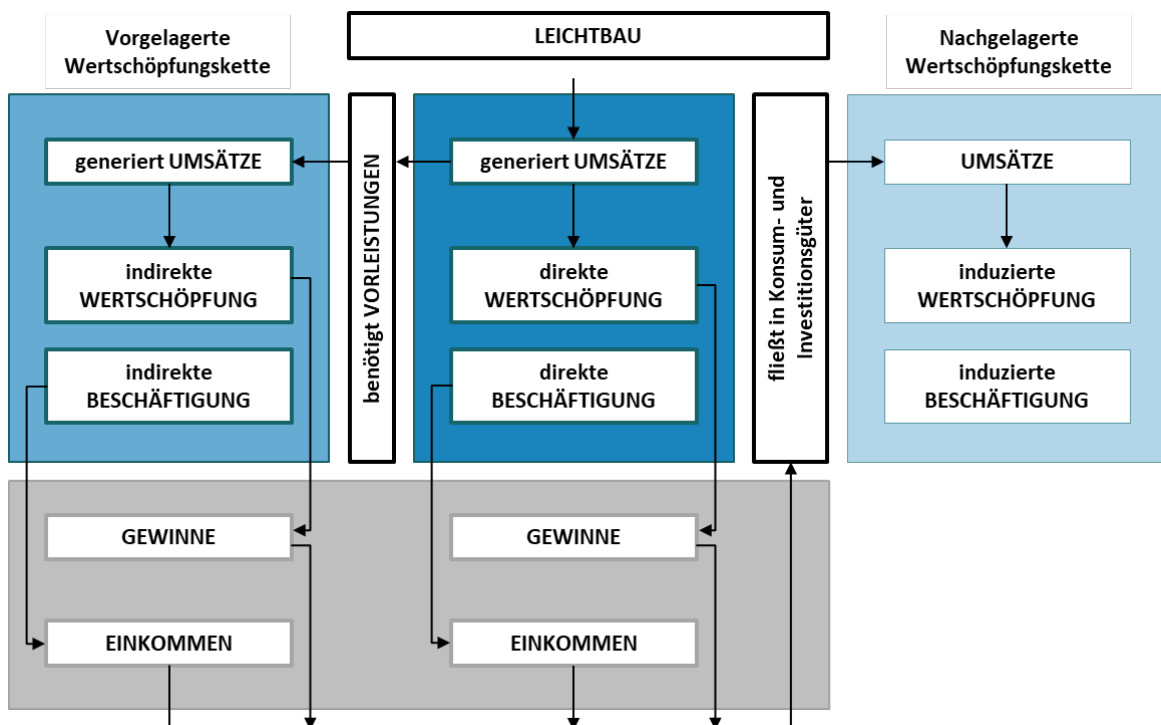 Vorgelagerte
Wertschöpfungskette
LEICHTBAU
Nachgelagerte
Wertschöpfungskette
generiert UMSÄTZE
indirekte
WERTSCHÖPFUNG
indirekte
BESCHÄFTIGUNG
benötigt VORLEISTUNGEN
generiert UMSÄTZE
direkte
WERTSCHÖPFUNG
direkte
BESCHÄFTIGUNG
fließt in Konsum- und
Investitionsgüter
UMSÄTZE
induzierte
WERTSCHÖPFUNG
induzierte
BESCHÄFTIGUNG
GEWINNE
GEWINNE
EINKOMMEN
EINKOMMEN